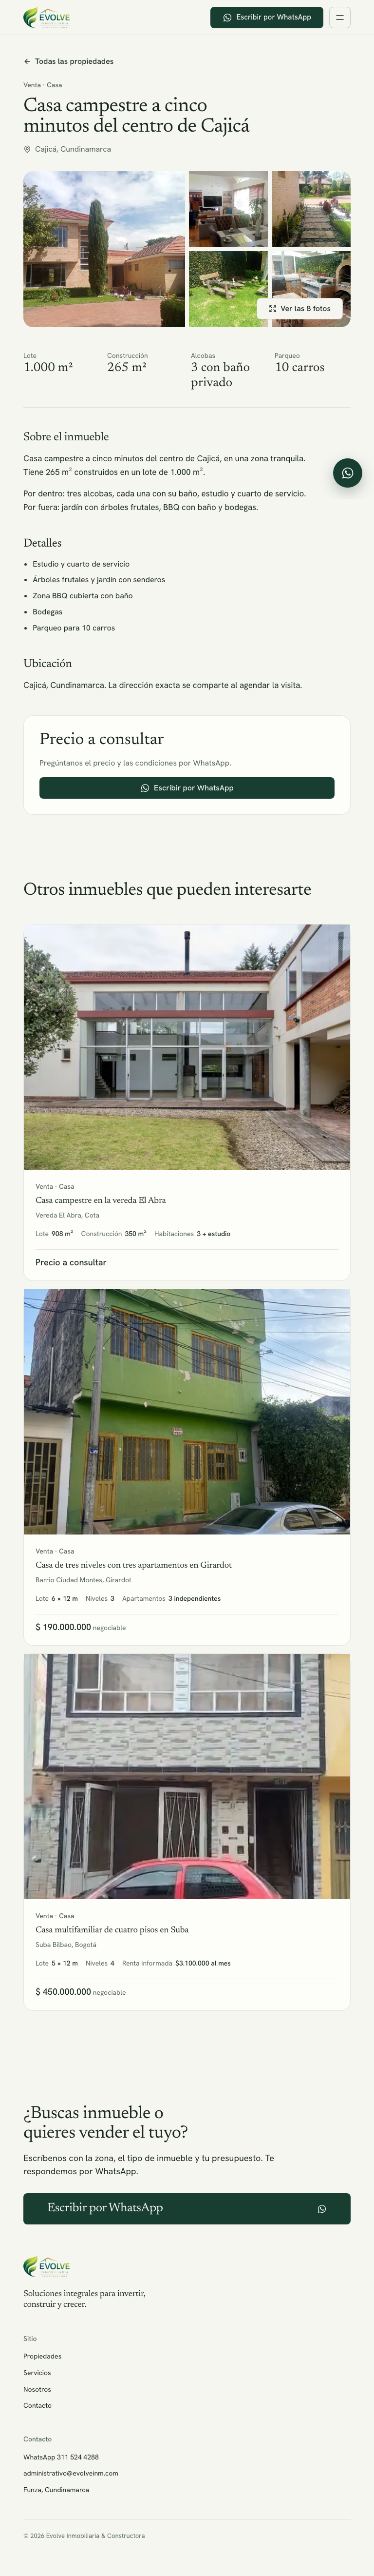 EVOLVE
Escribir por WhatsApp
Todas las propiedades
Venta · Casa
Casa campestre a cinco
minutos del centro de Cajicá
Cajicá, Cundinamarca
Ver las 8 fotos
Lote
1.000 m²
Construcción
265 m²
Alcobas
3 con baño
privado
Parqueo
10 carros
Sobre el inmueble
Casa campestre a cinco minutos del centro de Cajicá, en una zona tranquila.
Tiene 265 m² construidos en un lote de 1.000 m².
Por dentro: tres alcobas, cada una con su baño, estudio y cuarto de servicio.
Por fuera: jardín con árboles frutales, BBQ con baño y bodegas.
Detalles
• Estudio y cuarto de servicio
• Árboles frutales y jardín con senderos
• Zona BBQ cubierta con baño
• Bodegas
• Parqueo para 10 carros
Ubicación
Cajicá, Cundinamarca. La dirección exacta se comparte al agendar la visita.
Precio a consultar
Pregúntanos el precio y las condiciones por WhatsApp.
Escribir por WhatsApp
Otros inmuebles que pueden interesarte
Venta · Casa
Casa campestre en la vereda El Abra
Vereda El Abra, Cota
Lote 908 m² Construcción 350 m² Habitaciones 3 + estudio
Precio a consultar
Venta · Casa
Casa de tres niveles con tres apartamentos en Girardot
Barrio Ciudad Montes, Girardot
Lote 6 × 12 m Niveles 3 Apartamentos 3 independientes
$ 190.000.000 negociable
Venta · Casa
Casa multifamiliar de cuatro pisos en Suba
Suba Bilbao, Bogotá
Lote 5 × 12 m Niveles 4 Renta informada $3.100.000 al mes
$ 450.000.000 negociable
¿Buscas inmueble o
quieres vender el tuyo?
Escríbenos con la zona, el tipo de inmueble y tu presupuesto. Te
respondemos por WhatsApp.
Escribir por WhatsApp
EVOLVE
Soluciones integrales para invertir,
construir y crecer.
Sitio
Propiedades
Servicios
Nosotros
Contacto
Contacto
WhatsApp 311 524 4288
administrativo@evolveinm.com
Funza, Cundinamarca
© 2026 Evolve Inmobiliaria & Constructora